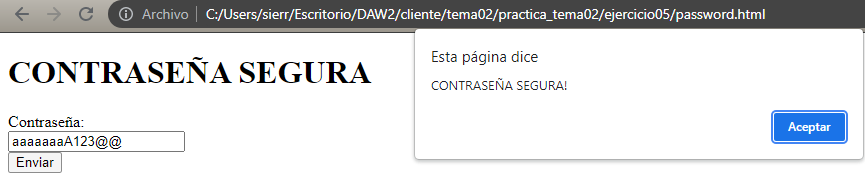 Archivo | C:/Users/sierr/Escritorio/DAW2/cliente/tema02/practica_tema02/ejercicio05/password.html
Esta página dice
CONTRASEÑA SEGURA!
Aceptar
CONTRASEÑA SEGURA
Contraseña:
aaaaaaaA123@@
Enviar